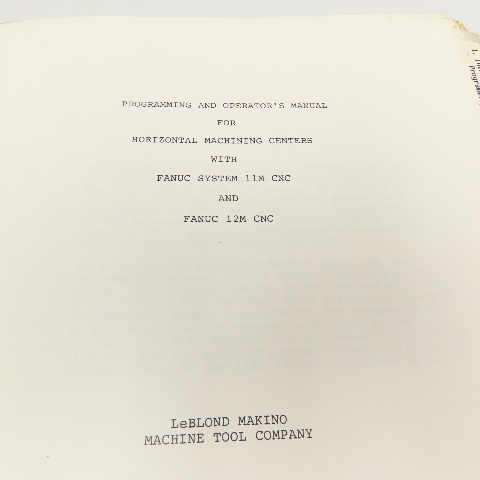 PROGRAMMING AND OPERATOR'S MANUAL
FOR
HORIZONTAL MACHINING CENTERS
WITH
FANUC SYSTEM 11M CNC
AND
FANUC 12M CNC
LeBLOND MAKINO
MACHINE TOOL COMPANY